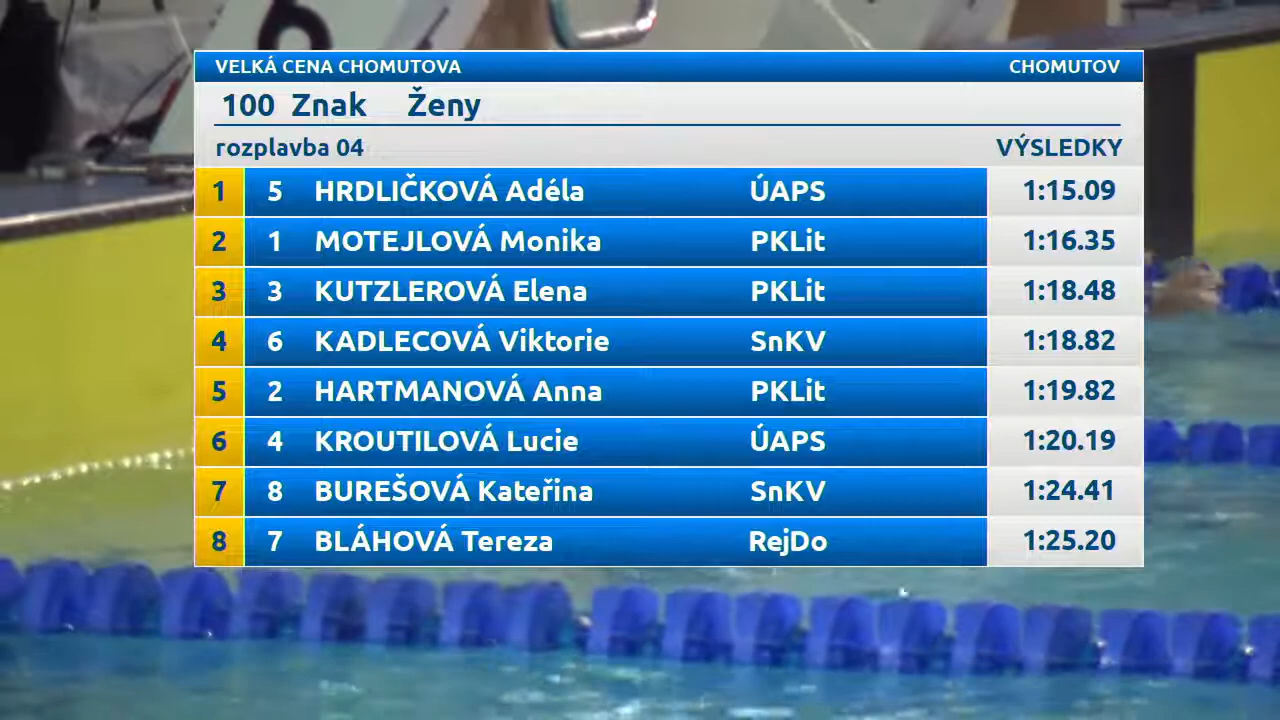 6
VELKÁ CENA CHOMUTOVA CHOMUTOV
100 Znak Ženy
rozplavba 04 VÝSLEDKY
1 5 HRDLIČKOVÁ Adéla ÚAPS 1:15.09
2 1 MOTEJLOVÁ Monika PKLit 1:16.35
3 3 KUTZLEROVÁ Elena PKLit 1:18.48
4 6 KADLECOVÁ Viktorie SnKV 1:18.82
5 2 HARTMANOVÁ Anna PKLit 1:19.82
6 4 KROUTILOVÁ Lucie ÚAPS 1:20.19
7 8 BUREŠOVÁ Kateřina SnKV 1:24.41
8 7 BLÁHOVÁ Tereza RejDo 1:25.20